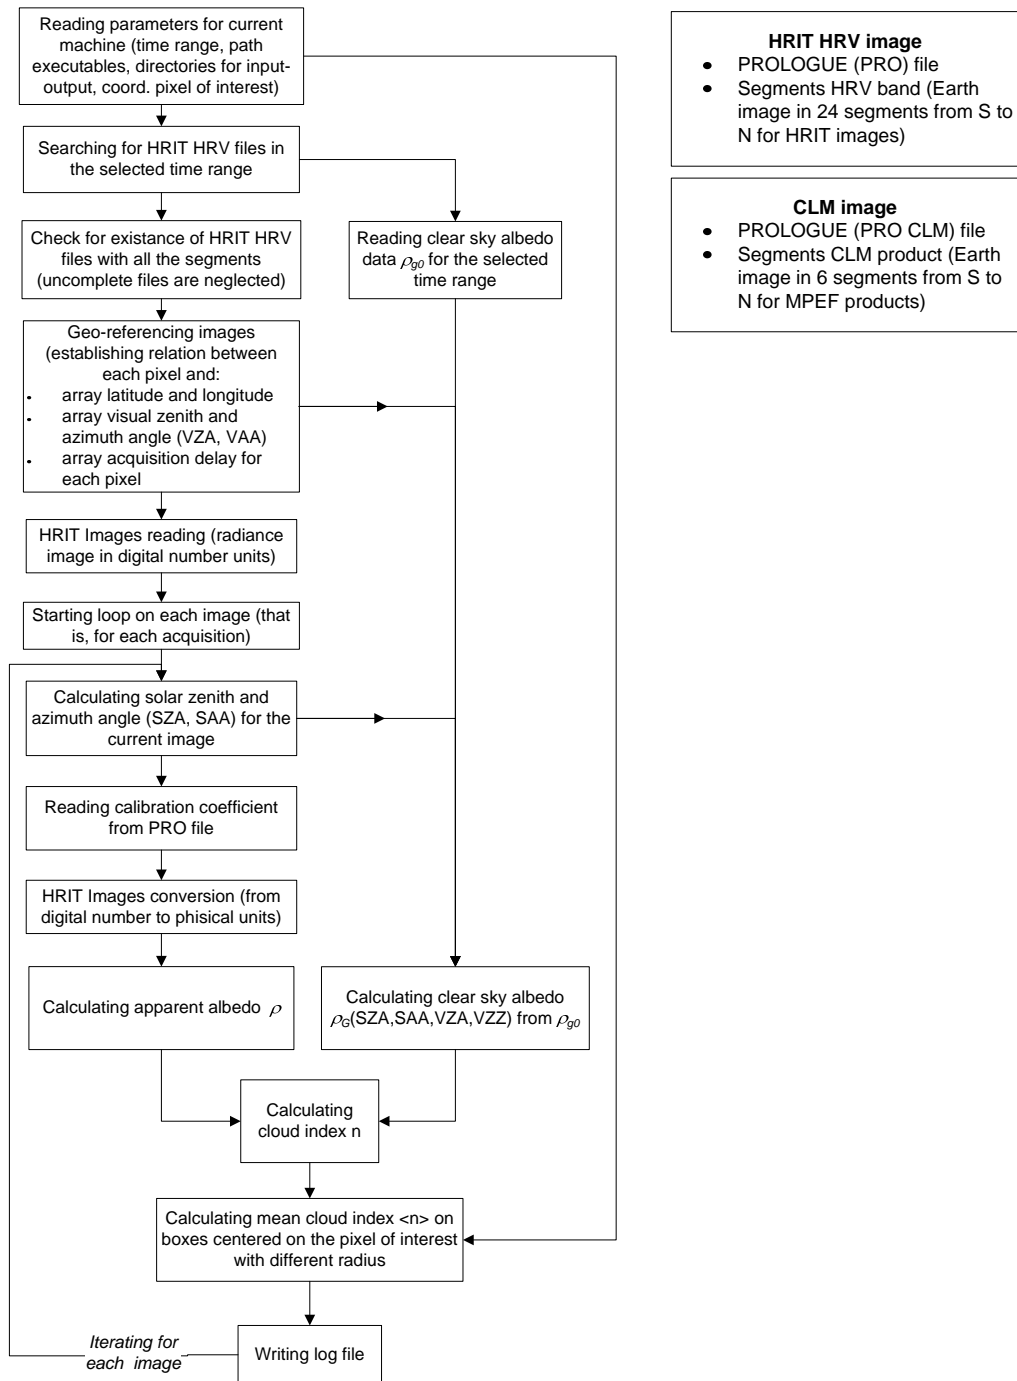 Reading parameters for current
machine (time range, path
executables, directories for input-
output, coord. pixel of interest)
Searching for HRIT HRV files in
the selected time range
Check for existance of HRIT HRV
files with all the segments
(uncomplete files are neglected)
Reading clear sky albedo
data ρg0 for the selected
time range
Geo-referencing images
(establishing relation between
each pixel and:
• array latitude and longitude
• array visual zenith and
azimuth angle (VZA, VAA)
• array acquisition delay for
each pixel
HRIT Images reading (radiance
image in digital number units)
Starting loop on each image (that
is, for each acquisition)
Calculating solar zenith and
azimuth angle (SZA, SAA) for the
current image
Reading calibration coefficient
from PRO file
HRIT Images conversion (from
digital number to phisical units)
Calculating apparent albedo ρ
Calculating clear sky albedo
ρG(SZA,SAA,VZA,VZZ) from ρg0
Calculating
cloud index n
Calculating mean cloud index <n> on
boxes centered on the pixel of interest
with different radius
Iterating for
each image
Writing log file
HRIT HRV image
• PROLOGUE (PRO) file
• Segments HRV band (Earth
image in 24 segments from S to
N for HRIT images)
CLM image
• PROLOGUE (PRO CLM) file
• Segments CLM product (Earth
image in 6 segments from S to
N for MPEF products)